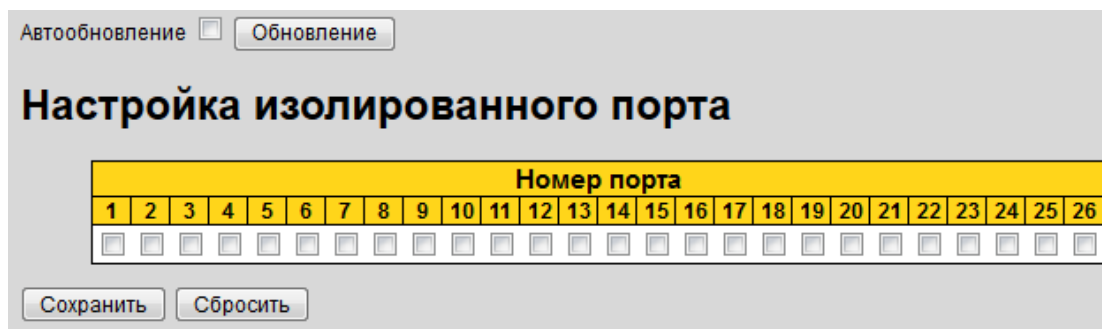 Автообновление Обновление
Настройка изолированного порта
Номер порта
1 2 3 4 5 6 7 8 9 10 11 12 13 14 15 16 17 18 19 20 21 22 23 24 25 26
Сохранить Сбросить